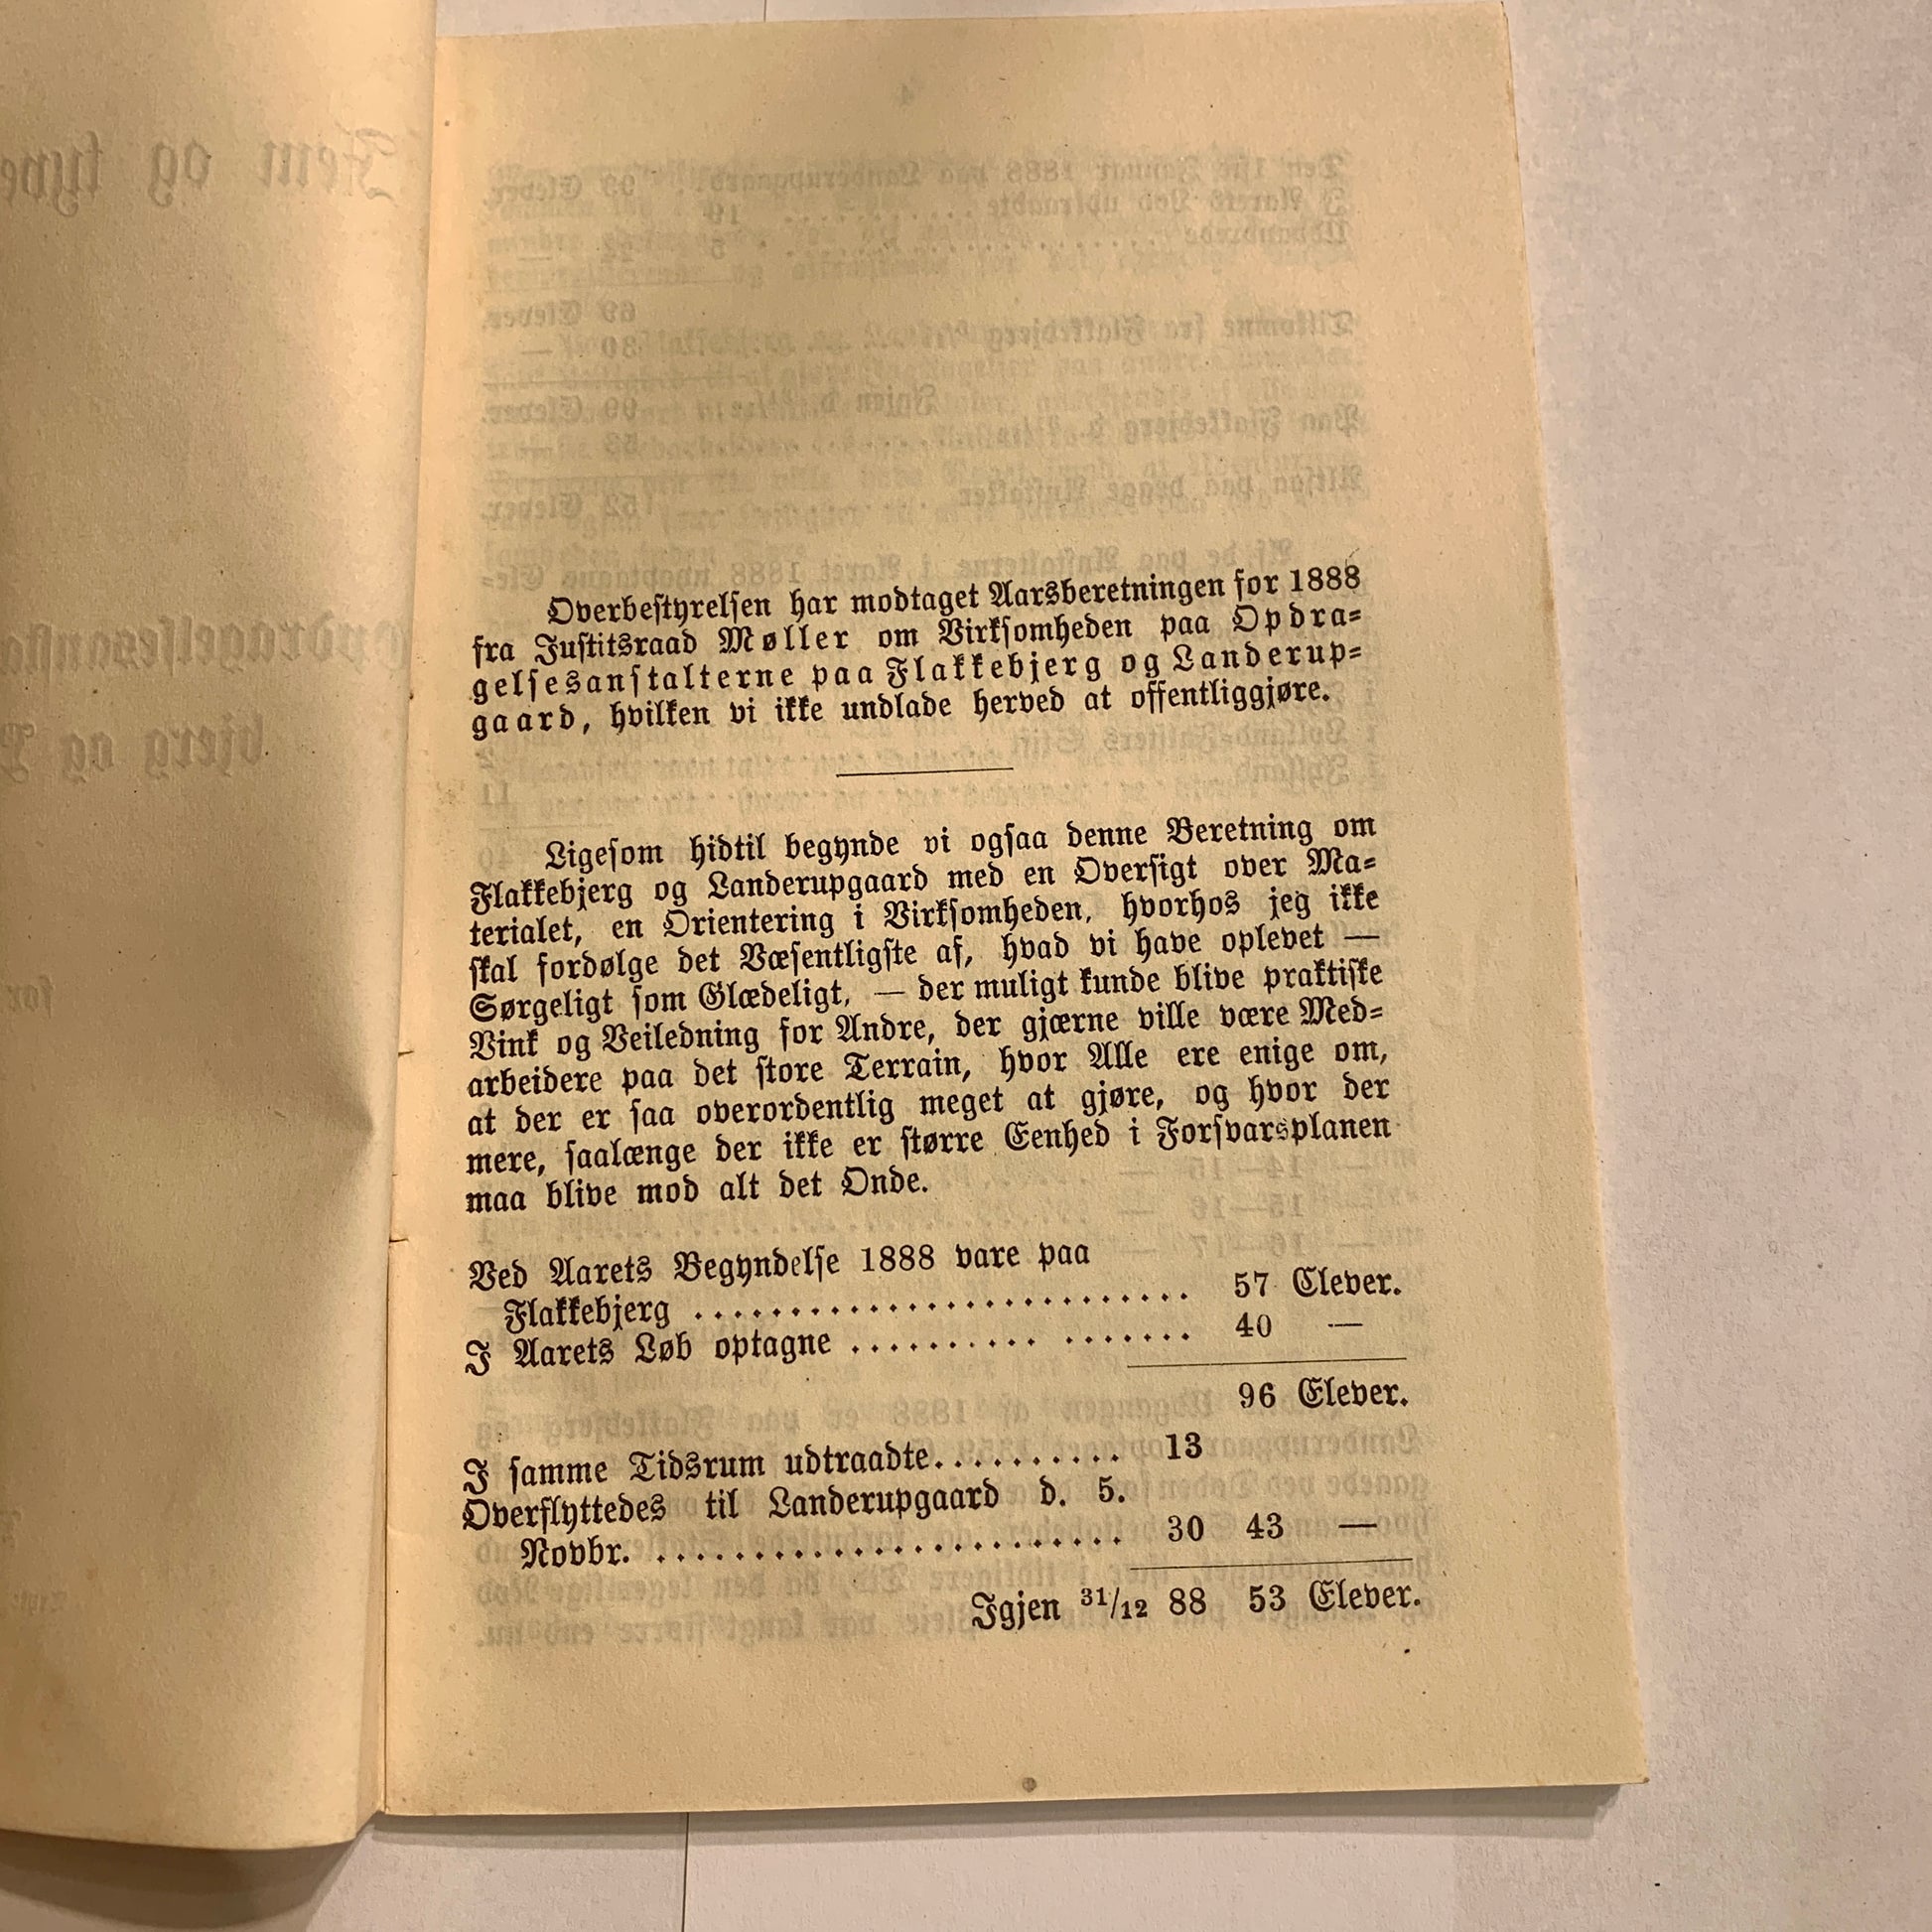 Overbestyrelsen har modtaget Aarsberetningen for 1888
fra Justitsraad Møller om Virksomheden paa Opdra=
gelsesanstalterne paa Flakkebjerg og Landerup=
gaard, hvilken vi ikke undlade herved at offentliggjøre.
Ligesom hidtil begynde vi ogsaa denne Beretning om
Flakkebjerg og Landerupgaard med en Oversigt over Ma=
terialet, en Orientering i Virksomheden, hvorhos jeg ikke
skal fordølge det Væsentligste af, hvad vi have oplevet —
Sørgeligt som Glædeligt, — der muligt kunde blive praktiske
Vink og Veiledning for Andre, der gjærne ville være Med=
arbeidere paa det store Terrain, hvor Alle ere enige om,
at der er saa overordentlig meget at gjøre, og hvor der
mere, saalænge der ikke er større Eenhed i Forsvarsplanen
maa blive mod alt det Onde.
Ved Aarets Begyndelse 1888 vare paa
Flakkebjerg .......................... 57 Elever.
I Aarets Løb optagne .......... ....... 40 —
96 Elever.
I samme Tidsrum udtraadte.......... 13
Overflyttedes til Landerupgaard d. 5.
Novbr. ........................ 30 43 —
Igjen 31/12 88 53 Elever.